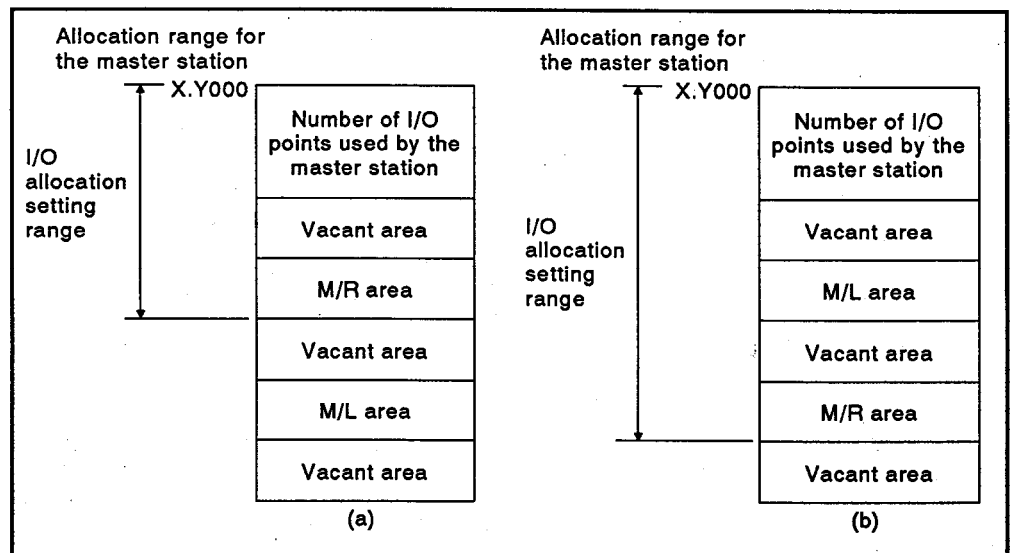 Allocation range for
the master station
X.Y000
I/O
allocation
setting
range
Number of I/O
points used by the
master station
Vacant area
M/R area
Vacant area
M/L area
Vacant area
(a)
Allocation range for
the master station
X.Y000
I/O
allocation
setting
range
Number of I/O
points used by the
master station
Vacant area
M/L area
Vacant area
M/R area
Vacant area
(b)